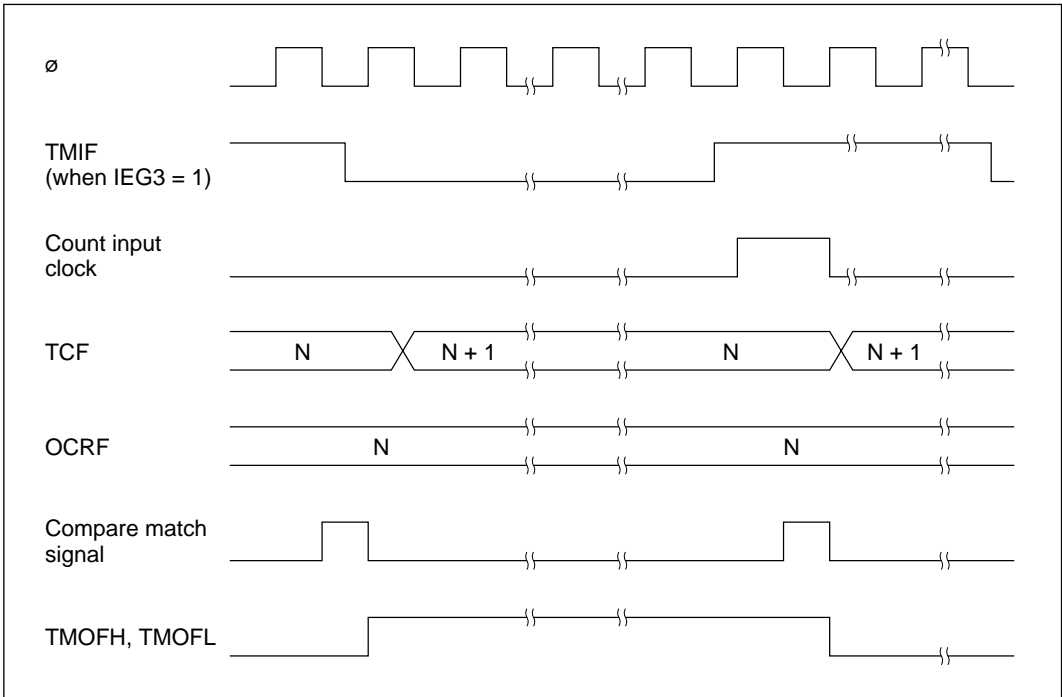 ø
TMIF
(when IEG3 = 1)
Count input
clock
TCF
N
N + 1
N
N + 1
OCRF
N
N
Compare match
signal
TMOFH, TMOFL